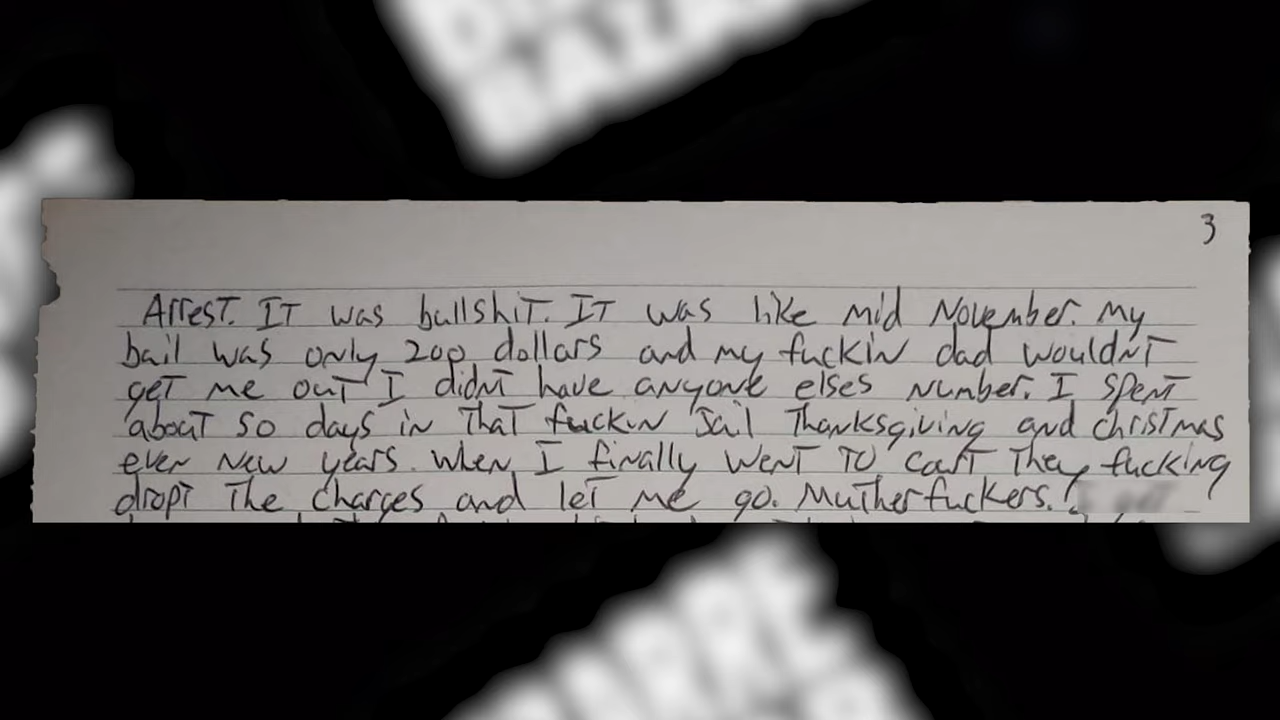 3
Arrest. IT was bullshiT. IT was like mid November. My
bail was only 200 dollars and my fuckin dad wouldnT
geT me ouT I didnT have anyone elses number. I spenT
abouT 50 days in ThaT fuckin Jail Thanksgiving and chrisTmas
even New years. when I finally wenT To courT They fucking
dropT The charges and leT me go. MuTherfuckers.